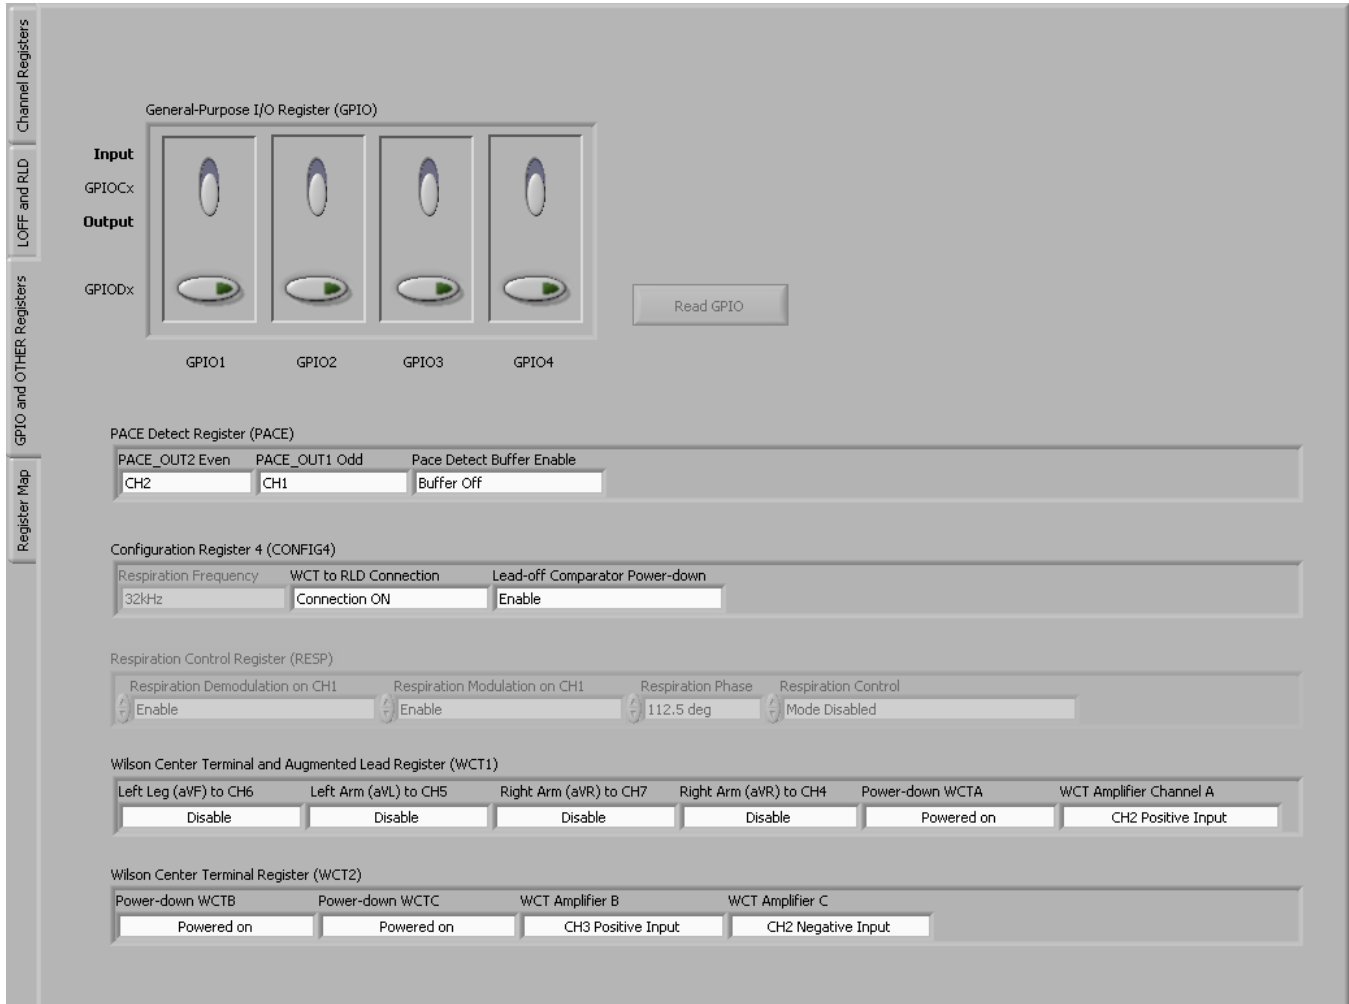 Channel Registers
LOFF and RLD
GPIO and OTHER Registers
Register Map
General-Purpose I/O Register (GPIO)
Input
GPIOCx
Output
GPIODx
Read GPIO
GPIO1 GPIO2 GPIO3 GPIO4
PACE Detect Register (PACE)
PACE_OUT2 Even PACE_OUT1 Odd Pace Detect Buffer Enable
CH2 CH1 Buffer Off
Configuration Register 4 (CONFIG4)
Respiration Frequency WCT to RLD Connection Lead-off Comparator Power-down
32kHz Connection ON Enable
Respiration Control Register (RESP)
Respiration Demodulation on CH1 Respiration Modulation on CH1 Respiration Phase Respiration Control
Enable Enable 112.5 deg Mode Disabled
Wilson Center Terminal and Augmented Lead Register (WCT1)
Left Leg (aVF) to CH6 Left Arm (aVL) to CH5 Right Arm (aVR) to CH7 Right Arm (aVR) to CH4 Power-down WCTA WCT Amplifier Channel A
Disable Disable Disable Disable Powered on CH2 Positive Input
Wilson Center Terminal Register (WCT2)
Power-down WCTB Power-down WCTC WCT Amplifier B WCT Amplifier C
Powered on Powered on CH3 Positive Input CH2 Negative Input